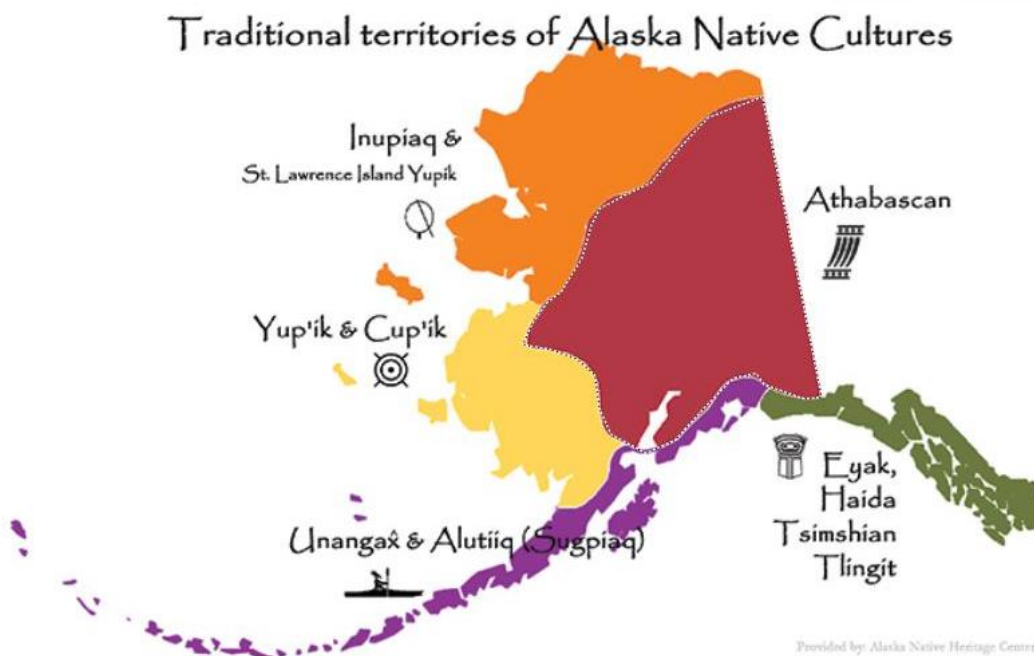 Traditional territories of Alaska Native Cultures
Inupiaq &
St. Lawrence Island Yupik
Athabascan
Yup'ik & Cup'ik
Eyak,
Haida
Tsimshian
Tlingit
Unangax̂ & Alutiiq (Sugpiaq)
Provided by: Alaska Native Heritage Centre